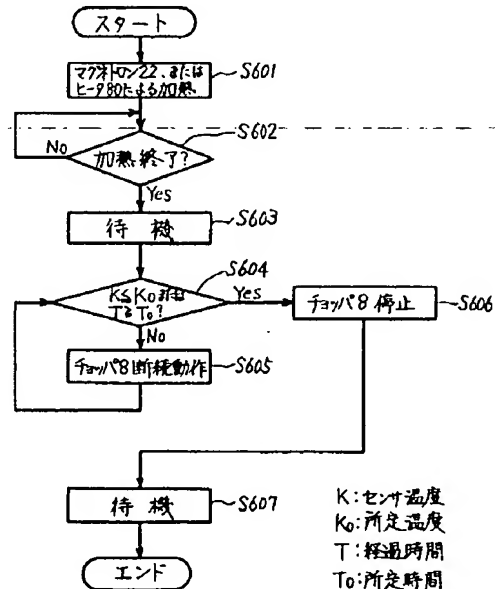 スタート
マグネトロン22、または
ヒータ80による加熱
S601
S602
加熱終了?
No
Yes
待機
S603
S604
K≦K₀または
T≧T₀?
Yes
チョッパ8停止
S606
No
チョッパ8断続動作
S605
待機
S607
エンド
K:センサ温度
K₀:所定温度
T:経過時間
T₀:所定時間